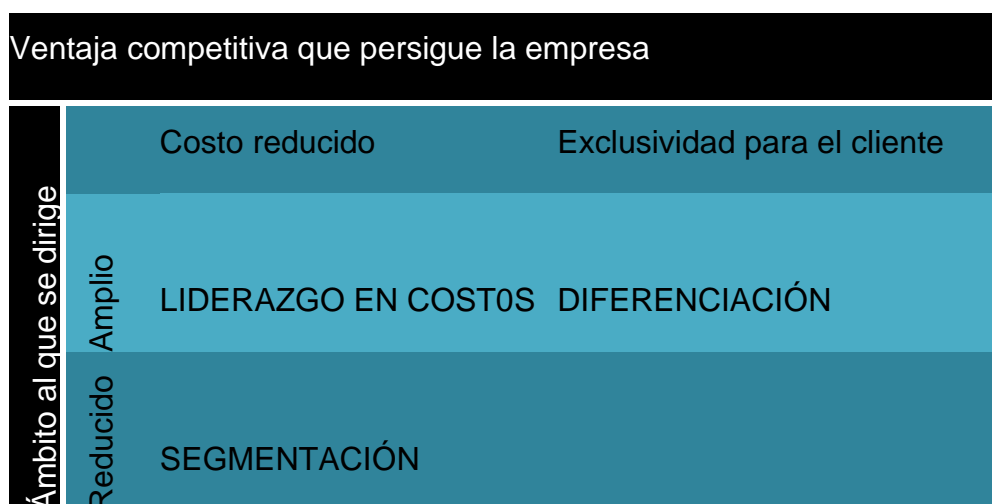 Ventaja competitiva que persigue la empresa
Costo reducido Exclusividad para el cliente
Ámbito al que se dirige
Amplio
LIDERAZGO EN COST0S DIFERENCIACIÓN
Reducido
SEGMENTACIÓN